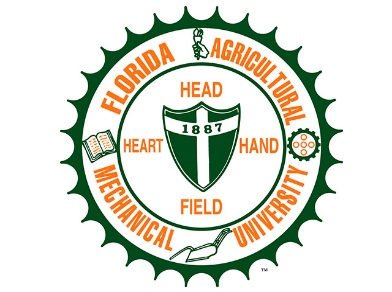 FLORIDA AGRICULTURAL
MECHANICAL UNIVERSITY
HEAD
1887
HEART HAND
FIELD
™